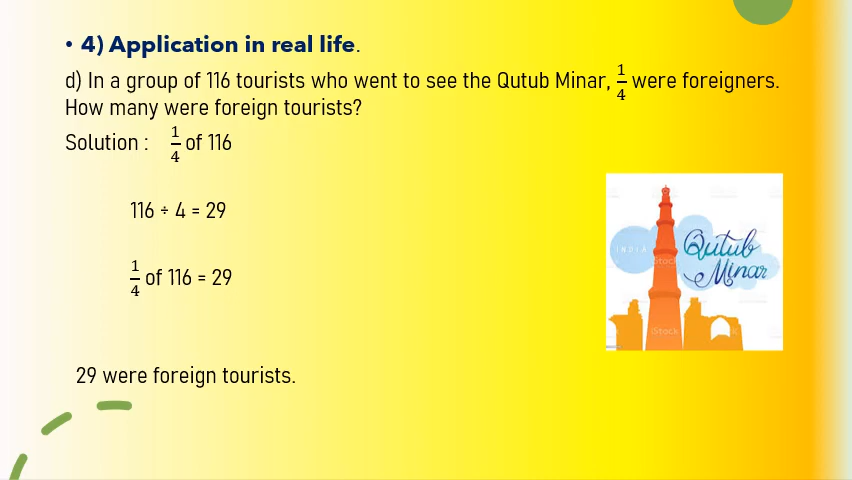 • 4) Application in real life.
d) In a group of 116 tourists who went to see the Qutub Minar, 1/4 were foreigners.
How many were foreign tourists?
Solution : 1/4 of 116
116 ÷ 4 = 29
1/4 of 116 = 29
INDIA
Qutub
Minar
iStock
29 were foreign tourists.